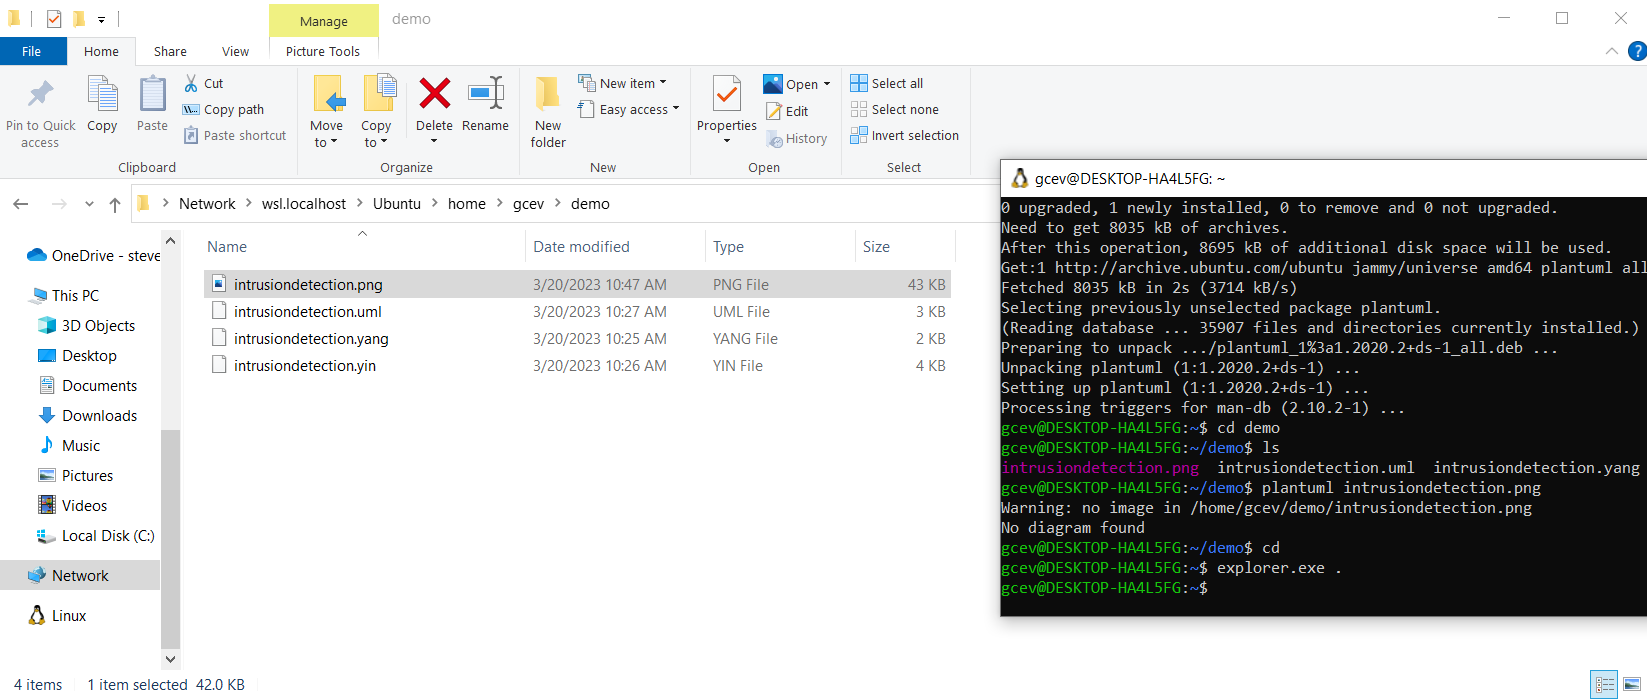 Manage
demo
File
Home
Share
View
Picture Tools
?
Pin to Quick access
Copy
Paste
Cut
Copy path
Paste shortcut
Clipboard
Move to
Copy to
Delete
Rename
Organize
New folder
New item
Easy access
New
Properties
Open
Edit
History
Open
Select all
Select none
Invert selection
Select
Network
wsl.localhost
Ubuntu
home
gcev
demo
OneDrive - steve
This PC
3D Objects
Desktop
Documents
Downloads
Music
Pictures
Videos
Local Disk (C:)
Network
Linux
Name Date modified Type Size
intrusiondetection.png 3/20/2023 10:47 AM PNG File 43 KB
intrusiondetection.uml 3/20/2023 10:27 AM UML File 3 KB
intrusiondetection.yang 3/20/2023 10:25 AM YANG File 2 KB
intrusiondetection.yin 3/20/2023 10:26 AM YIN File 4 KB
4 items 1 item selected 42.0 KB
gcev@DESKTOP-HA4L5FG: ~
0 upgraded, 1 newly installed, 0 to remove and 0 not upgraded.
Need to get 8035 kB of archives.
After this operation, 8695 kB of additional disk space will be used.
Get:1 http://archive.ubuntu.com/ubuntu jammy/universe amd64 plantuml all
Fetched 8035 kB in 2s (3714 kB/s)
Selecting previously unselected package plantuml.
(Reading database ... 35907 files and directories currently installed.)
Preparing to unpack .../plantuml_1%3a1.2020.2+ds-1_all.deb ...
Unpacking plantuml (1:1.2020.2+ds-1) ...
Setting up plantuml (1:1.2020.2+ds-1) ...
Processing triggers for man-db (2.10.2-1) ...
gcev@DESKTOP-HA4L5FG:~$ cd demo
gcev@DESKTOP-HA4L5FG:~/demo$ ls
intrusiondetection.png intrusiondetection.uml intrusiondetection.yang
gcev@DESKTOP-HA4L5FG:~/demo$ plantuml intrusiondetection.png
Warning: no image in /home/gcev/demo/intrusiondetection.png
No diagram found
gcev@DESKTOP-HA4L5FG:~/demo$ cd
gcev@DESKTOP-HA4L5FG:~$ explorer.exe .
gcev@DESKTOP-HA4L5FG:~$